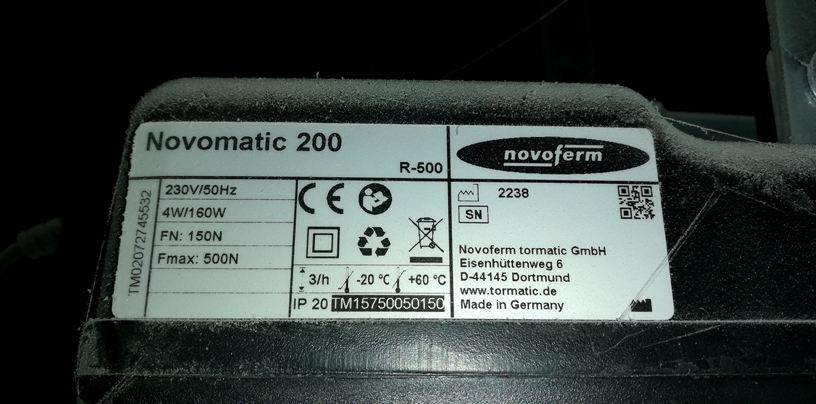 Novomatic 200
R-500
novoferm
TM02072745532
230V/50Hz
4W/160W
FN: 150N
Fmax: 500N
CE
3/h -20 °C +60 °C
IP 20 TM15750050150
2238
SN
Novoferm tormatic GmbH
Eisenhüttenweg 6
D-44145 Dortmund
www.tormatic.de
Made in Germany